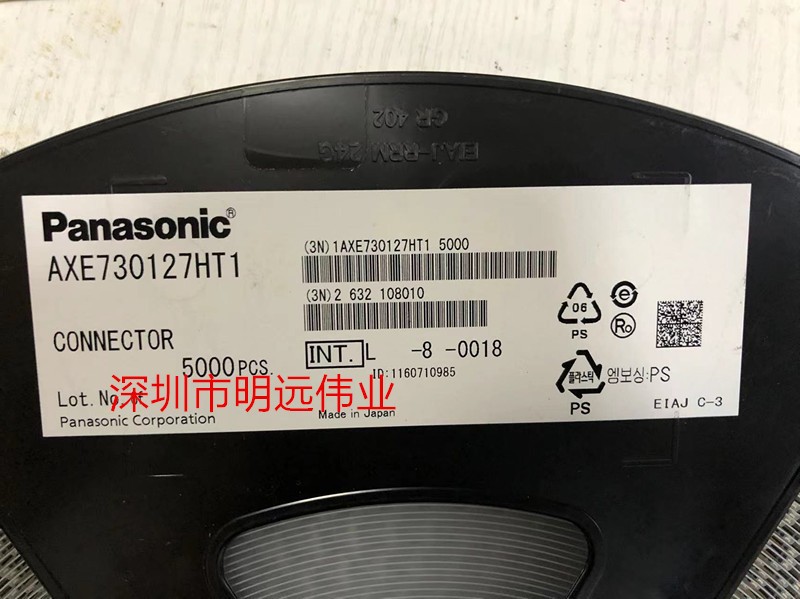 GR 402
EIAJ-RRM 24G
Panasonic®
AXE730127HT1
(3N)1AXE730127HT1 5000
(3N)2 632 108010
CONNECTOR
5000PCS.
INT. L -8 -0018
ID:1160710985
Lot. No.
深圳市明远伟业
Panasonic Corporation
Made in Japan
06
PS
e
Ro
플라스틱
PS
엠보싱:PS
EIAJ C-3